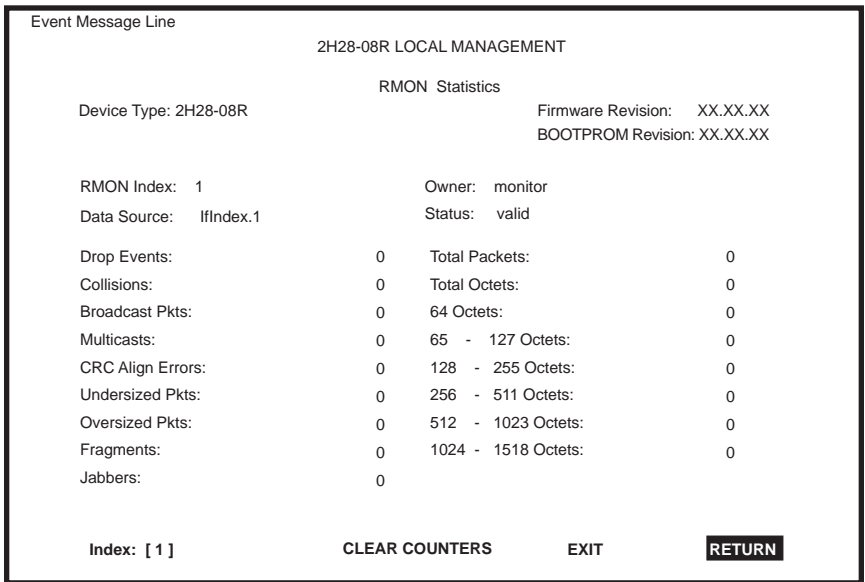 Event Message Line
2H28-08R LOCAL MANAGEMENT
RMON Statistics
Device Type: 2H28-08R Firmware Revision: XX.XX.XX
BOOTPROM Revision: XX.XX.XX
RMON Index: 1 Owner: monitor
Data Source: IfIndex.1 Status: valid
Drop Events: 0 Total Packets: 0
Collisions: 0 Total Octets: 0
Broadcast Pkts: 0 64 Octets: 0
Multicasts: 0 65 - 127 Octets: 0
CRC Align Errors: 0 128 - 255 Octets: 0
Undersized Pkts: 0 256 - 511 Octets: 0
Oversized Pkts: 0 512 - 1023 Octets: 0
Fragments: 0 1024 - 1518 Octets: 0
Jabbers: 0
Index: [ 1 ] CLEAR COUNTERS EXIT RETURN